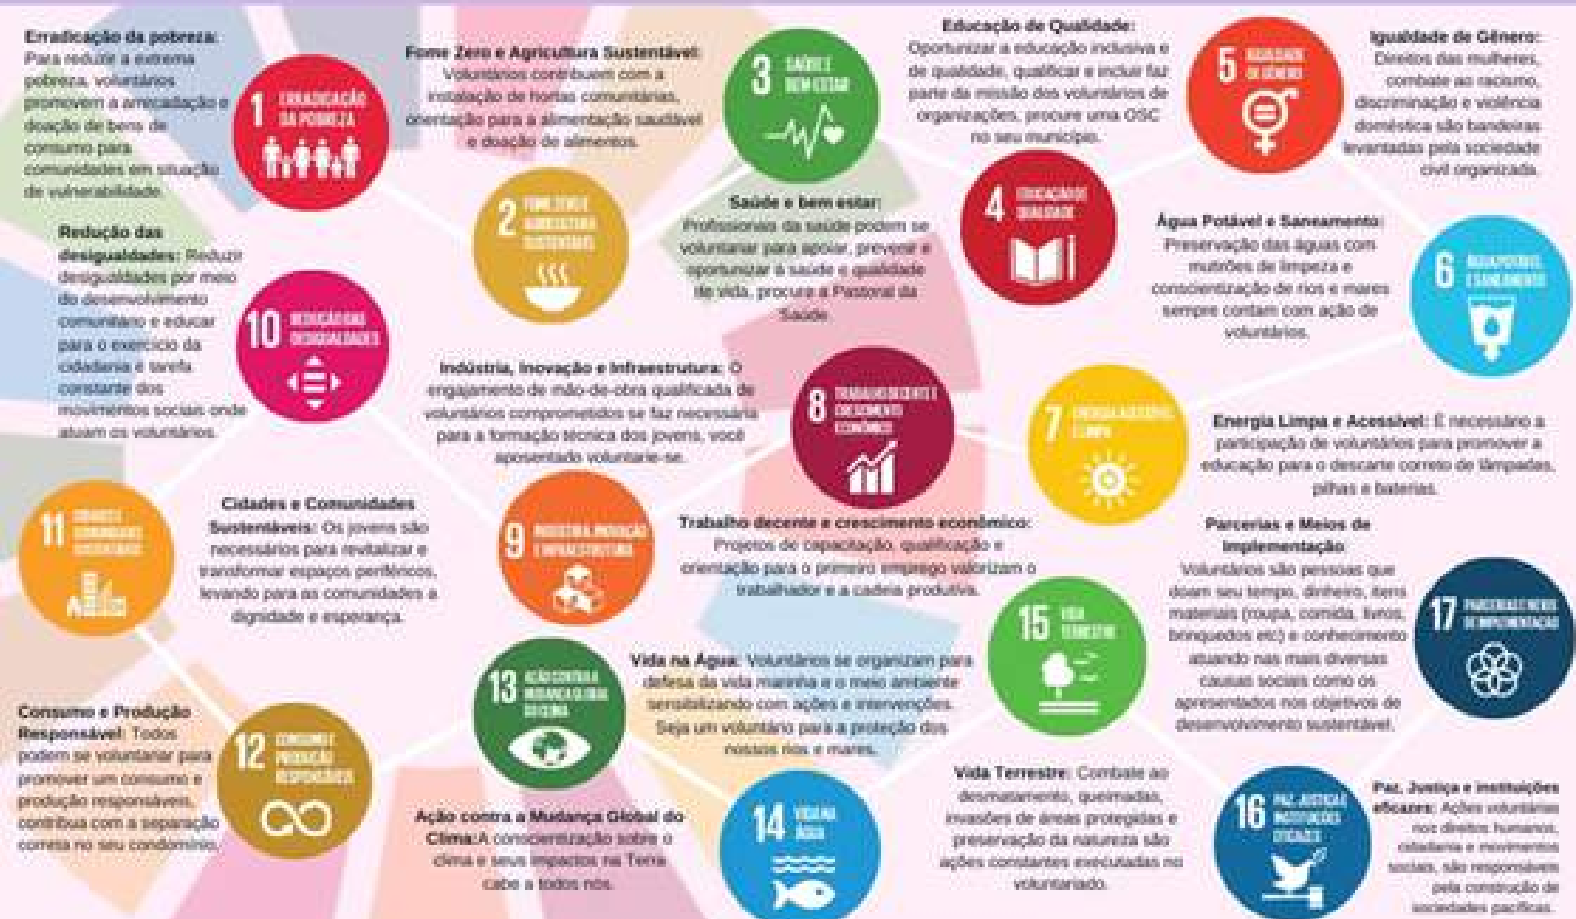 Erradicação da pobreza:
Para reduzir a extrema
pobreza, voluntários
promovem a arrecadação e
doação de bens de
consumo para
comunidades em situação
de vulnerabilidade.
1 ERRADICAÇÃO
DA POBREZA
Fome Zero e Agricultura Sustentável:
Voluntários contribuem com a
instalação de hortas comunitárias,
orientação para a alimentação saudável
e doação de alimentos.
2 FOME ZERO E
AGRICULTURA
SUSTENTÁVEL
3 SAÚDE E
BEM-ESTAR
Saúde e bem estar:
Profissionais da saúde podem se
voluntariar para apoiar, prevenir e
oportunizar a saúde e qualidade
de vida, procure a Pastoral da
Saúde.
Educação de Qualidade:
Oportunizar a educação inclusiva e
de qualidade, qualificar e incluir faz
parte da missão dos voluntários de
organizações, procure uma OSC
no seu município.
4 EDUCAÇÃO DE
QUALIDADE
5 IGUALDADE
DE GÊNERO
Igualdade de Gênero:
Direitos das mulheres,
combate ao racismo,
discriminação e violência
doméstica são bandeiras
levantadas pela sociedade
civil organizada.
Água Potável e Saneamento:
Preservação das águas com
mutirões de limpeza e
conscientização de rios e mares
sempre contam com ação de
voluntários.
6 ÁGUA POTÁVEL
E SANEAMENTO
Energia Limpa e Acessível: É necessário a
participação de voluntários para promover a
educação para o descarte correto de lâmpadas,
pilhas e baterias.
7 ENERGIA ACESSÍVEL
E LIMPA
8 TRABALHO DECENTE E
CRESCIMENTO
ECONÔMICO
Trabalho decente e crescimento econômico:
Projetos de capacitação, qualificação e
orientação para o primeiro emprego valorizam o
trabalhador e a cadeia produtiva.
Indústria, Inovação e Infraestrutura: O
engajamento de mão-de-obra qualificada de
voluntários comprometidos se faz necessária
para a formação técnica dos jovens, você
aposentado voluntarie-se.
9 INDÚSTRIA, INOVAÇÃO
E INFRAESTRUTURA
Redução das
desigualdades: Reduzir
desigualdades por meio
do desenvolvimento
comunitário e educar
para o exercício da
cidadania é tarefa
constante dos
movimentos sociais onde
atuam os voluntários.
10 REDUÇÃO DAS
DESIGUALDADES
11 CIDADES E
COMUNIDADES
SUSTENTÁVEIS
Cidades e Comunidades
Sustentáveis: Os jovens são
necessários para revitalizar e
transformar espaços periféricos,
levando para as comunidades a
dignidade e esperança.
Consumo e Produção
Responsável: Todos
podem se voluntariar para
promover um consumo e
produção responsáveis,
contribua com a separação
correta no seu condomínio.
12 CONSUMO E
PRODUÇÃO
RESPONSÁVEIS
13 AÇÃO CONTRA A
MUDANÇA GLOBAL
DO CLIMA
Ação contra a Mudança Global do
Clima:A conscientização sobre o
clima e seus impactos na Terra
cabe a todos nós.
Vida na Água: Voluntários se organizam para
defesa da vida marinha e o meio ambiente
sensibilizando com ações e intervenções.
Seja um voluntário para a proteção dos
nossos rios e mares.
14 VIDA NA
ÁGUA
15 VIDA
TERRESTRE
Vida Terrestre: Combate ao
desmatamento, queimadas,
invasões de áreas protegidas e
preservação da natureza são
ações constantes executadas no
voluntariado.
16 PAZ, JUSTIÇA E
INSTITUIÇÕES
EFICAZES
Paz, Justiça e instituições
eficazes: Ações voluntárias
nos direitos humanos,
cidadania e movimentos
sociais, são responsáveis
pela construção de
sociedades pacíficas.
Parcerias e Meios de
Implementação
Voluntários são pessoas que
doam seu tempo, dinheiro, itens
materiais (roupa, comida, livros,
brinquedos etc) e conhecimento
atuando nas mais diversas
causas sociais como os
apresentados nos objetivos de
desenvolvimento sustentável.
17 PARCERIAS E MEIOS
DE IMPLEMENTAÇÃO